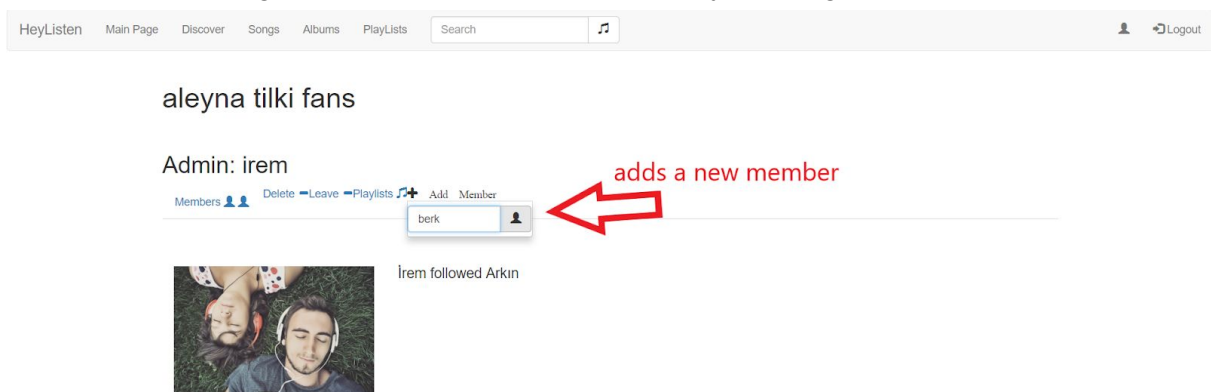 HeyListen Main Page Discover Songs Albums PlayLists Search Logout
aleyna tilki fans
Admin: irem
adds a new member
Members Delete Leave Playlists Add Member
berk
İrem followed Arkın